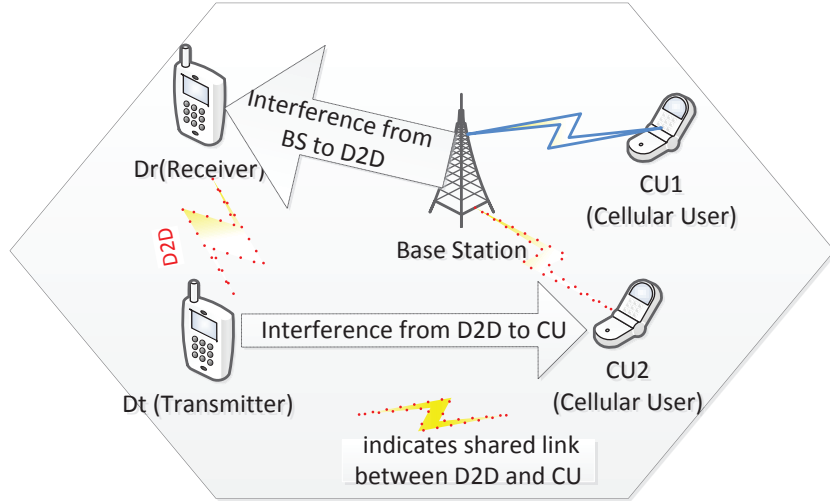 Interference from
BS to D2D
Dr(Receiver)
CU1
(Cellular User)
D2D
Base Station
Interference from D2D to CU
Dt (Transmitter)
CU2
(Cellular User)
indicates shared link
between D2D and CU